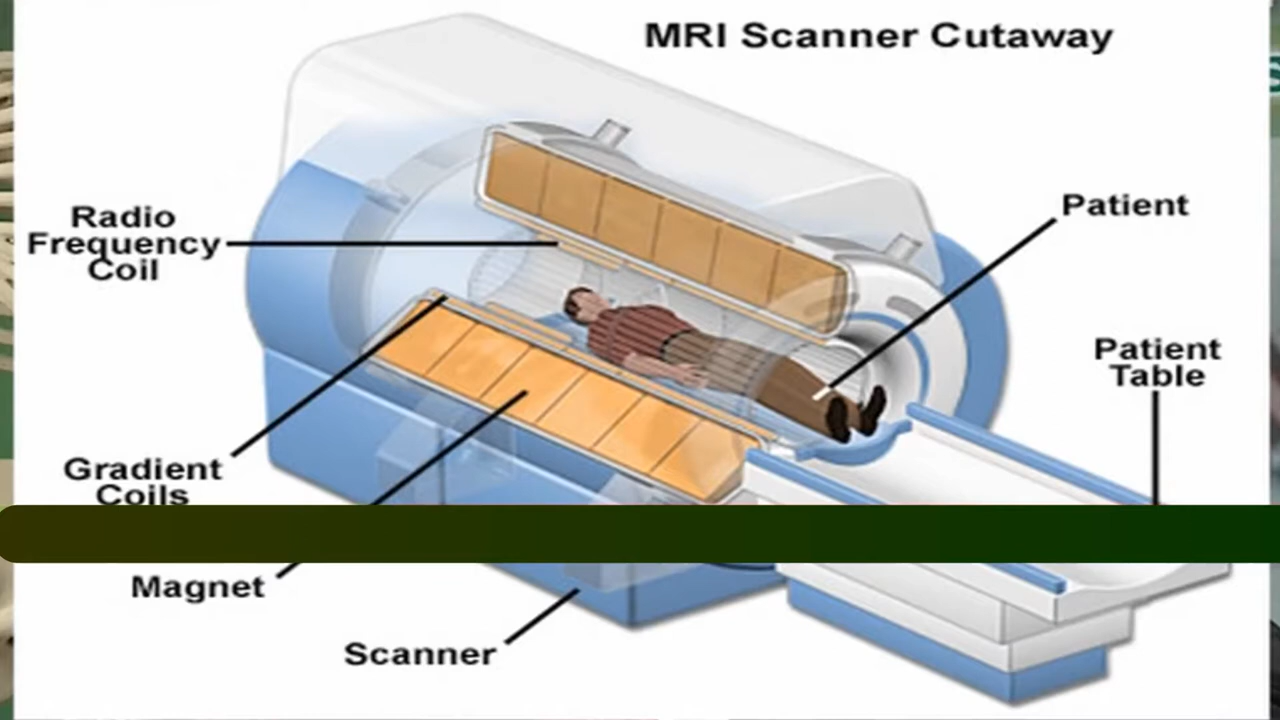 MRI Scanner Cutaway
Radio
Frequency
Coil
Patient
Patient
Table
Gradient
Coils
Magnet
Scanner